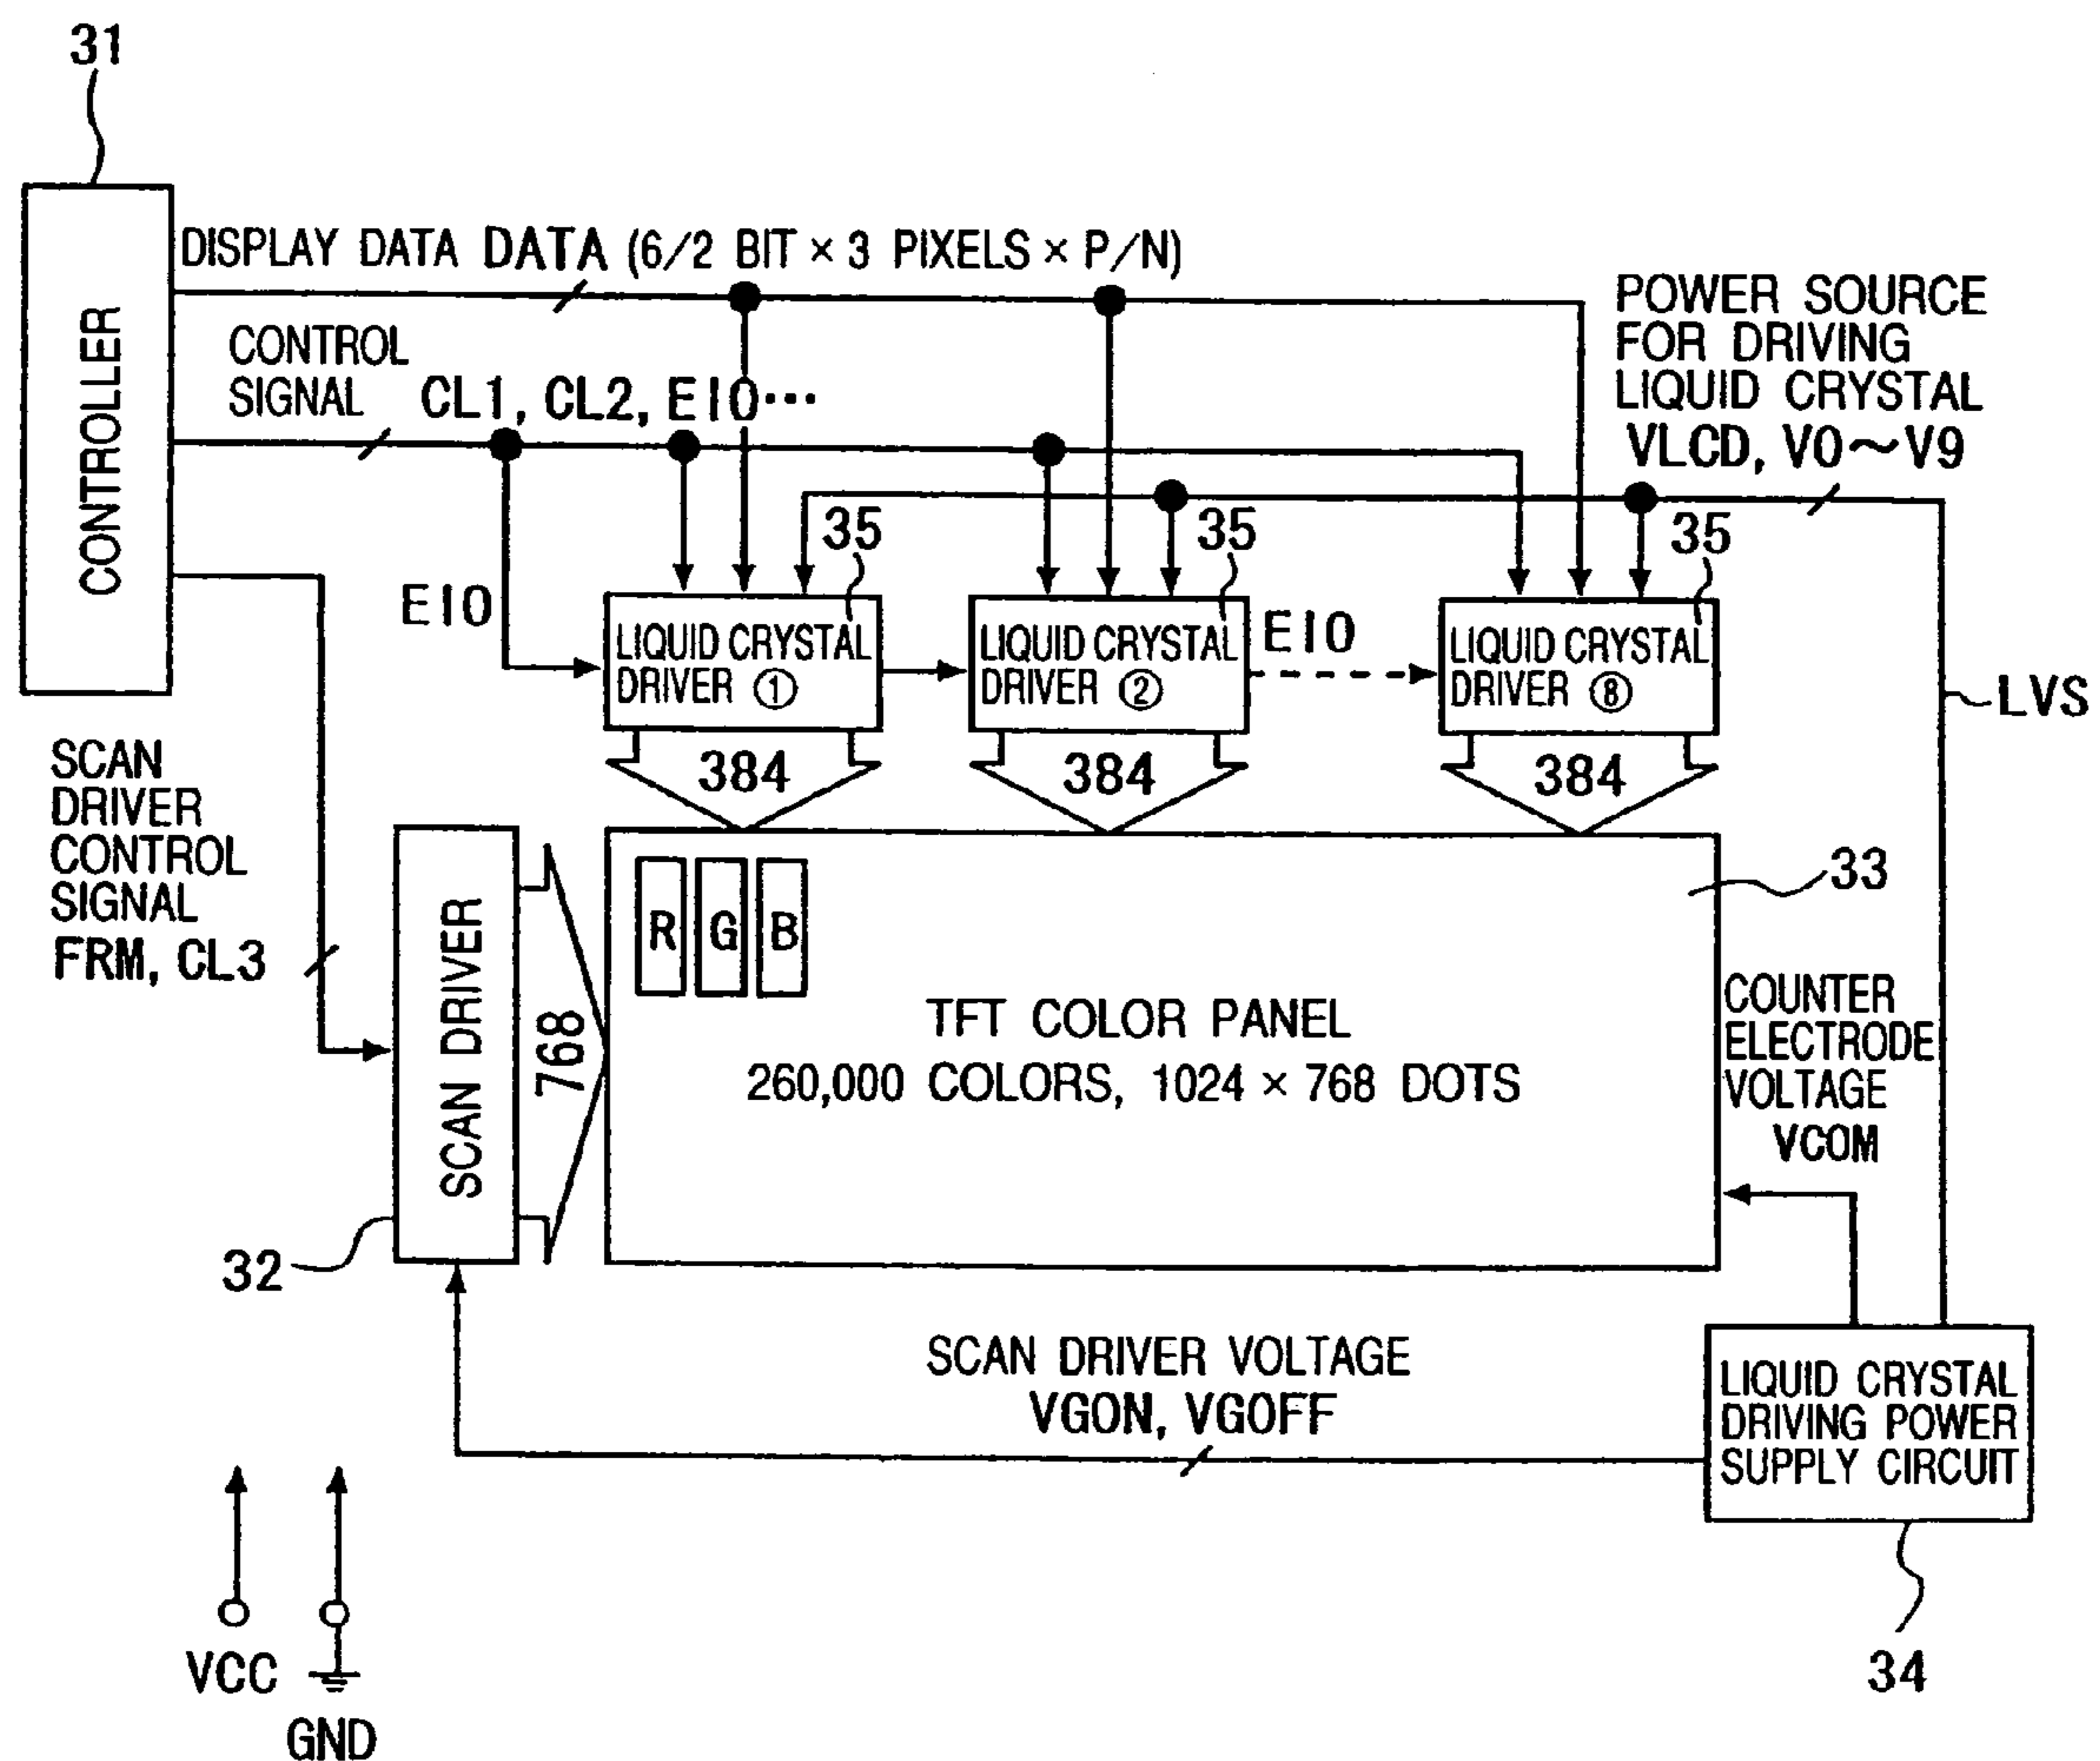 31
CONTROLLER
DISPLAY DATA DATA (6/2 BIT × 3 PIXELS × P/N)
CONTROL
SIGNAL CL1, CL2, EIO···
POWER SOURCE
FOR DRIVING
LIQUID CRYSTAL
VLCD, V0～V9
35
35
35
EIO
LIQUID CRYSTAL
DRIVER ①
LIQUID CRYSTAL
DRIVER ②
EIO
LIQUID CRYSTAL
DRIVER ⑧
LVS
384
384
384
SCAN
DRIVER
CONTROL
SIGNAL
FRM, CL3
SCAN DRIVER
768
R G B
33
TFT COLOR PANEL
260,000 COLORS, 1024 × 768 DOTS
COUNTER
ELECTRODE
VOLTAGE
VCOM
32
SCAN DRIVER VOLTAGE
VGON, VGOFF
LIQUID CRYSTAL
DRIVING POWER
SUPPLY CIRCUIT
34
VCC
GND